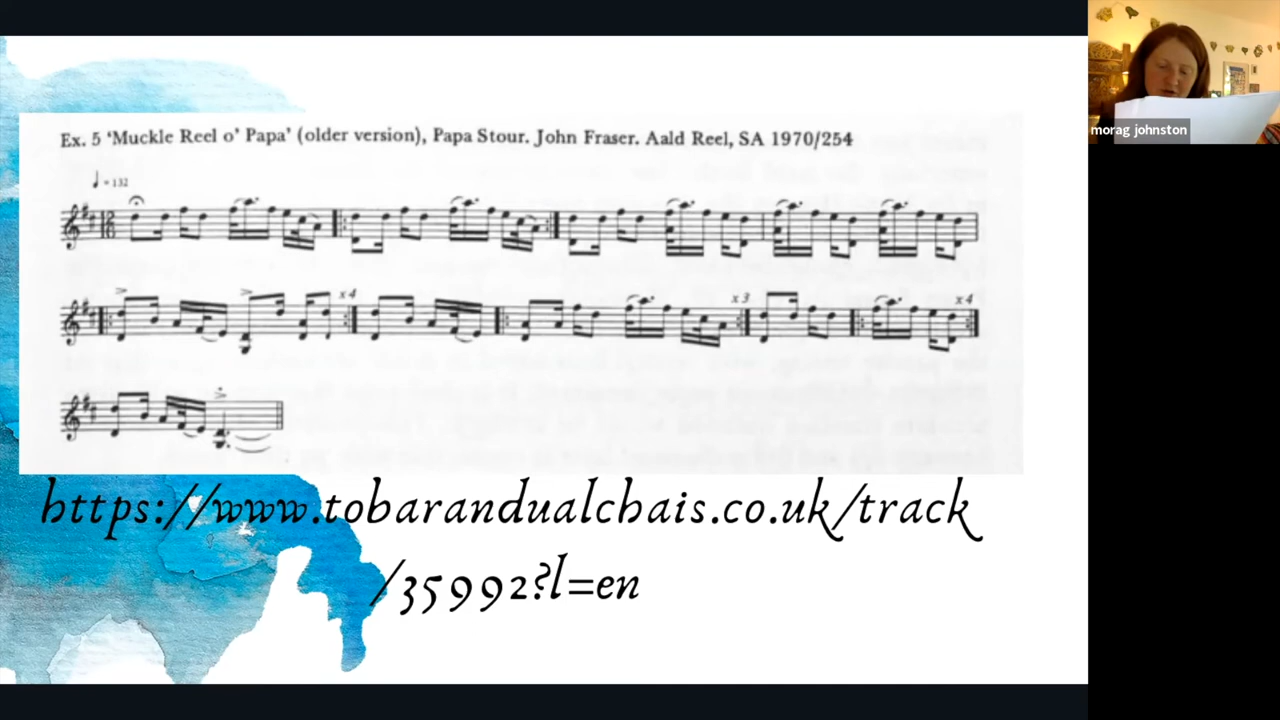 Ex. 5 ‘Muckle Reel o’ Papa’ (older version), Papa Stour. John Fraser. Aald Reel, SA 1970/254
♩ = 132
x4
x3
x4
https://www.tobarandualchais.co.uk/track
/35992?l=en
morag johnston